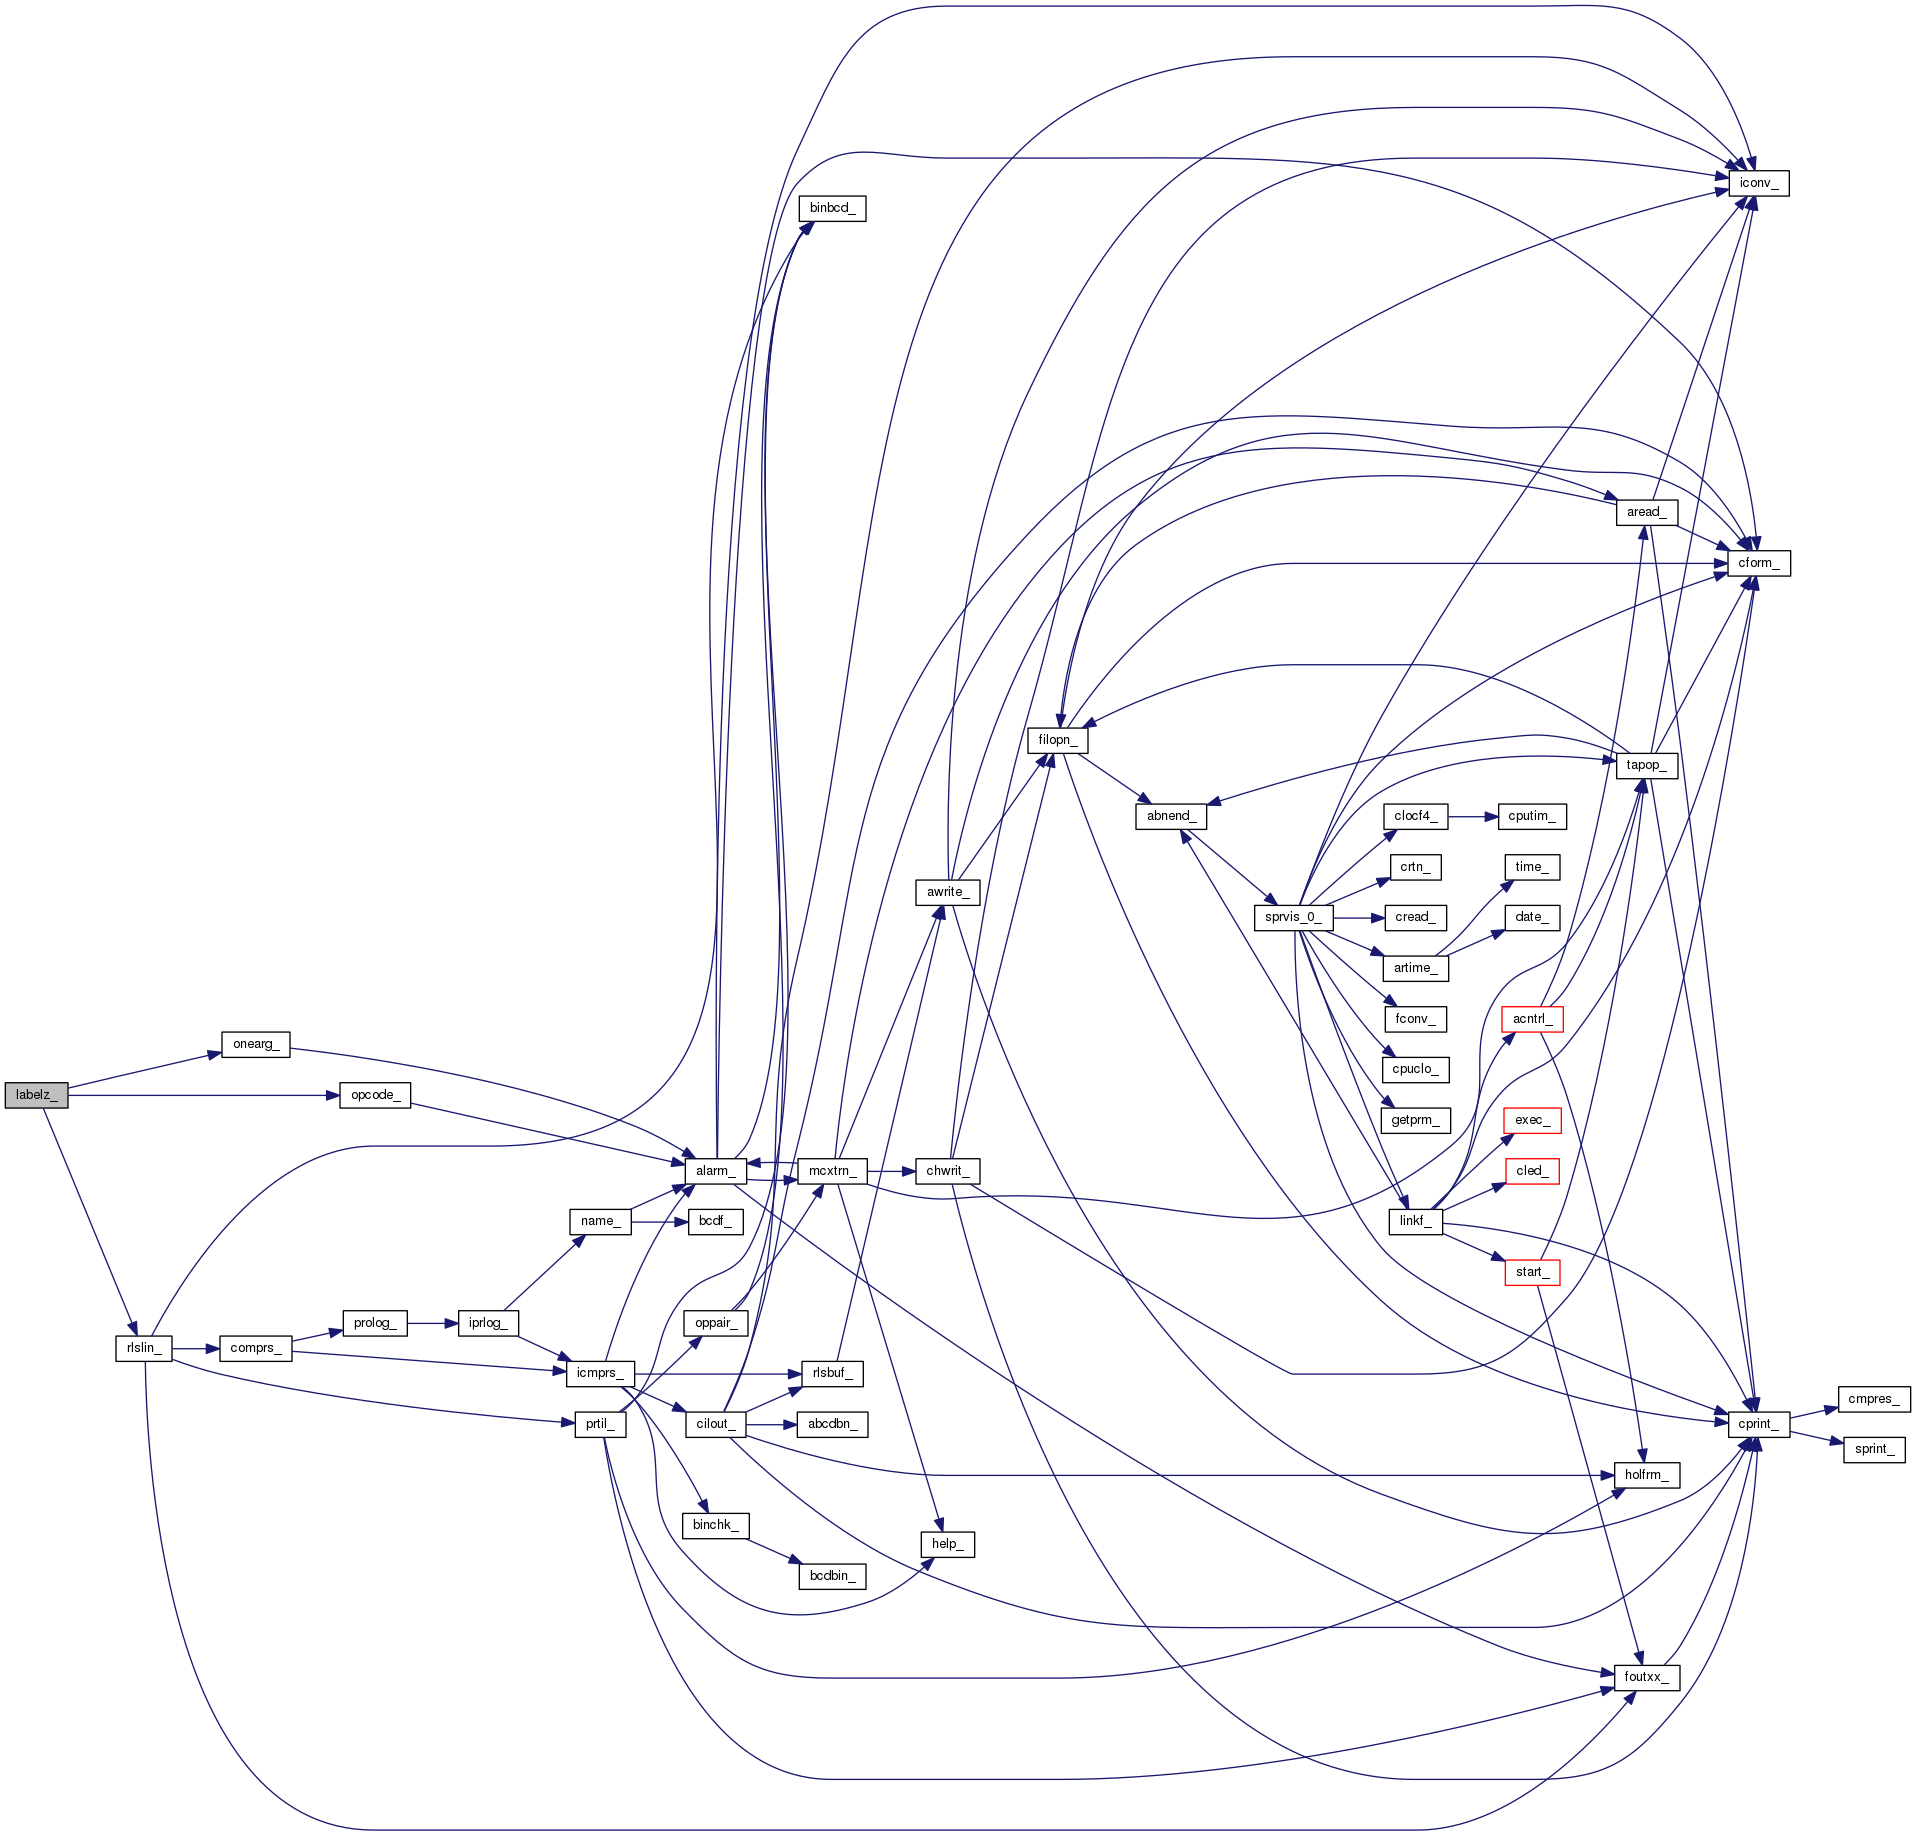 labelz_
onearg_
opcode_
rlslin_
comprs_
prolog_
iprlog_
name_
icmprs_
prtil_
alarm_
bcdf_
oppair_
cilout_
binchk_
binbcd_
mcxtrn_
rlsbuf_
abcdbn_
bcdbin_
awrite_
chwrit_
help_
filopn_
abnend_
sprvis_0_
clocf4_
crtn_
cread_
artime_
fconv_
cpuclo_
getprm_
linkf_
cputim_
time_
date_
acntrl_
exec_
cled_
start_
aread_
tapop_
holfrm_
foutxx_
iconv_
cform_
cprint_
cmpres_
sprint_